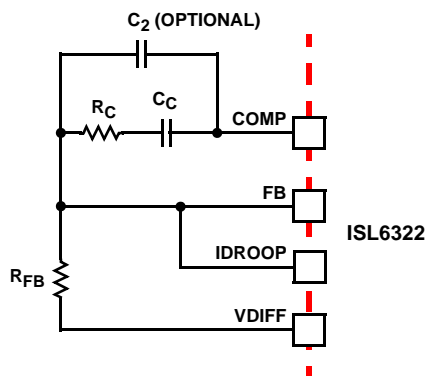 C2 (OPTIONAL)
RC
CC
COMP
FB
ISL6322
IDROOP
RFB
VDIFF